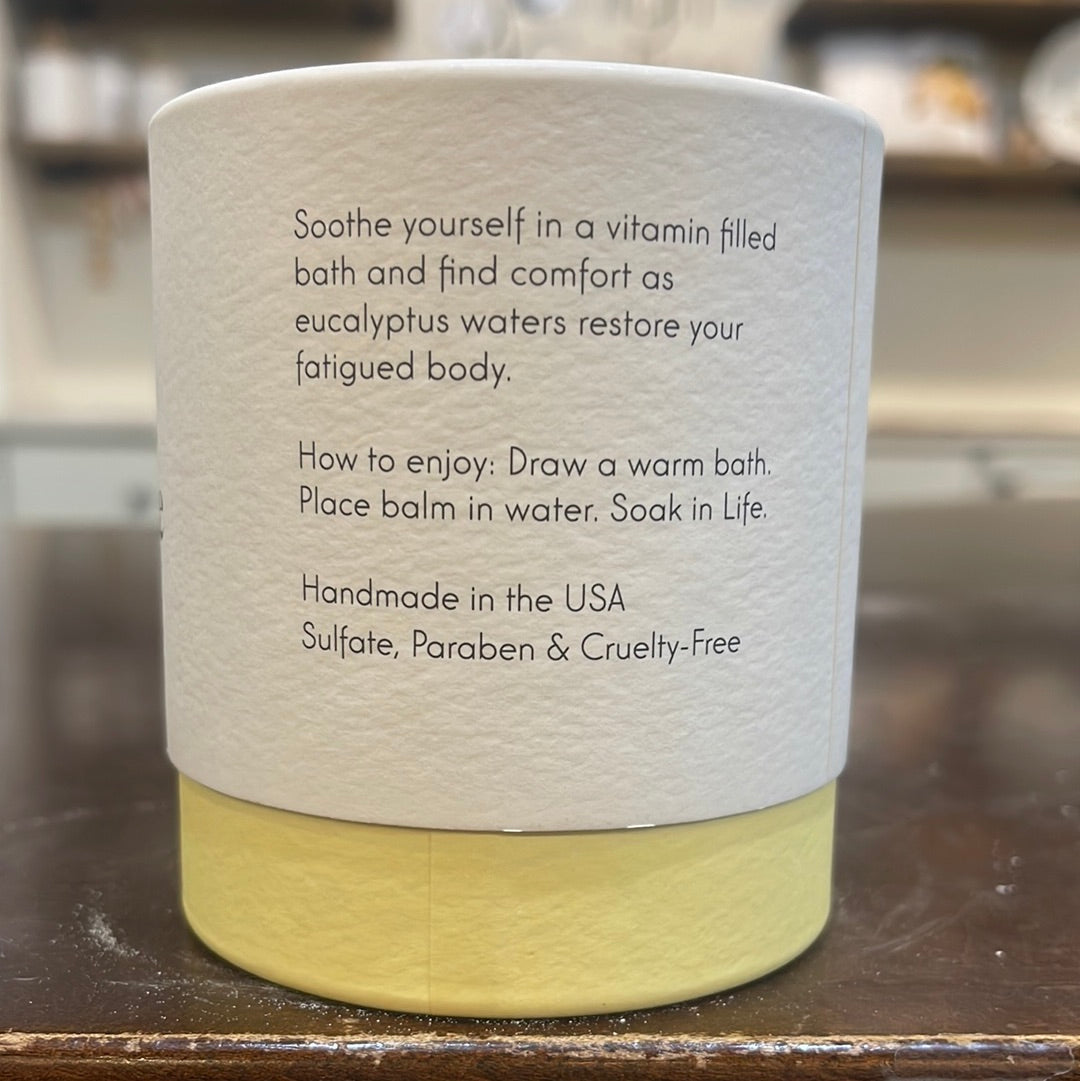 Soothe yourself in a vitamin filled
bath and find comfort as
eucalyptus waters restore your
fatigued body.
How to enjoy: Draw a warm bath.
Place balm in water. Soak in Life.
Handmade in the USA
Sulfate, Paraben & Cruelty-Free